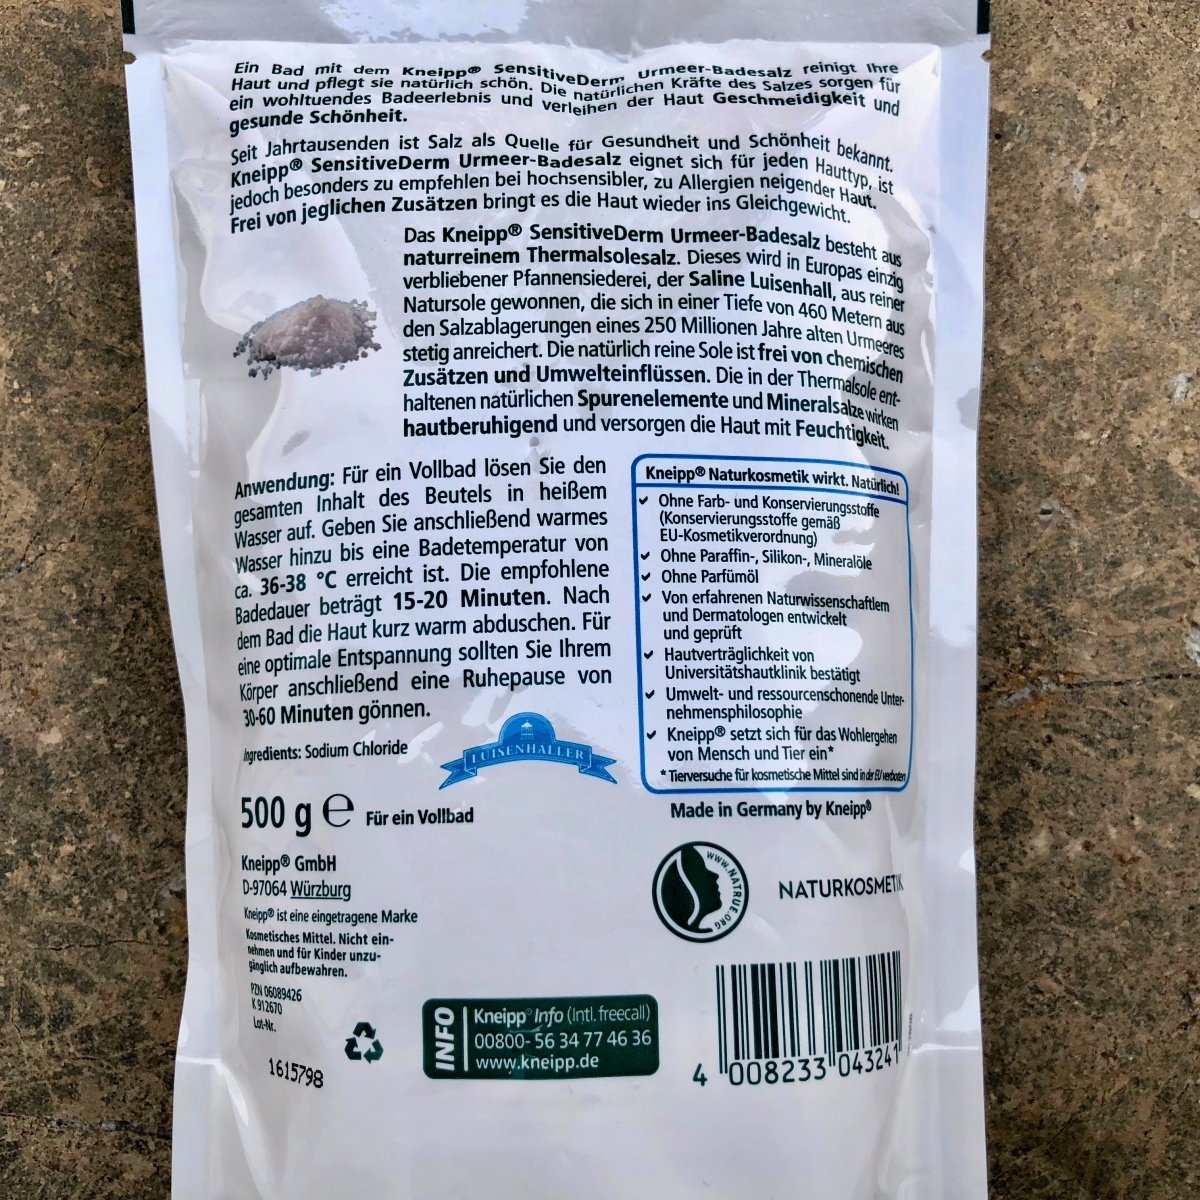 Ein Bad mit dem Kneipp® SensitiveDerm Urmeer-Badesalz reinigt Ihre
Haut und pflegt sie natürlich schön. Die natürlichen Kräfte des Salzes sorgen für
ein wohltuendes Badeerlebnis und verleihen der Haut Geschmeidigkeit und
gesunde Schönheit.
Seit Jahrtausenden ist Salz als Quelle für Gesundheit und Schönheit bekannt.
Kneipp® SensitiveDerm Urmeer-Badesalz eignet sich für jeden Hauttyp, ist
jedoch besonders zu empfehlen bei hochsensibler, zu Allergien neigender Haut.
Frei von jeglichen Zusätzen bringt es die Haut wieder ins Gleichgewicht.
Das Kneipp® SensitiveDerm Urmeer-Badesalz besteht aus
naturreinem Thermalsolesalz. Dieses wird in Europas einzig
verbliebener Pfannensiederei, der Saline Luisenhall, aus reiner
Natursole gewonnen, die sich in einer Tiefe von 460 Metern aus
den Salzablagerungen eines 250 Millionen Jahre alten Urmeeres
stetig anreichert. Die natürlich reine Sole ist frei von chemischen
Zusätzen und Umwelteinflüssen. Die in der Thermalsole ent-
haltenen natürlichen Spurenelemente und Mineralsalze wirken
hautberuhigend und versorgen die Haut mit Feuchtigkeit.
Anwendung: Für ein Vollbad lösen Sie den
gesamten Inhalt des Beutels in heißem
Wasser auf. Geben Sie anschließend warmes
Wasser hinzu bis eine Badetemperatur von
ca. 36-38 °C erreicht ist. Die empfohlene
Badedauer beträgt 15-20 Minuten. Nach
dem Bad die Haut kurz warm abduschen. Für
eine optimale Entspannung sollten Sie Ihrem
Körper anschließend eine Ruhepause von
30-60 Minuten gönnen.
Ingredients: Sodium Chloride
LUISENHALLER
500 g ℮ Für ein Vollbad
Kneipp® GmbH
D-97064 Würzburg
Kneipp® ist eine eingetragene Marke
Kosmetisches Mittel. Nicht ein-
nehmen und für Kinder unzu-
gänglich aufbewahren.
PZN 06089426
K 912670
Lot-Nr.
1615798
Kneipp® Naturkosmetik wirkt. Natürlich!
✓ Ohne Farb- und Konservierungsstoffe
(Konservierungsstoffe gemäß
EU-Kosmetikverordnung)
✓ Ohne Paraffin-, Silikon-, Mineralöle
✓ Ohne Parfümöl
✓ Von erfahrenen Naturwissenschaftlern
und Dermatologen entwickelt
und geprüft
✓ Hautverträglichkeit von
Universitätshautklinik bestätigt
✓ Umwelt- und ressourcenschonende Unter-
nehmensphilosophie
✓ Kneipp® setzt sich für das Wohlergehen
von Mensch und Tier ein*
* Tierversuche für kosmetische Mittel sind in der EU verboten
Made in Germany by Kneipp®
WWW.NATRUE.ORG
NATURKOSMETIK
INFO
Kneipp® Info (Intl. freecall)
00800- 56 34 77 46 36
www.kneipp.de
4 008233 043241